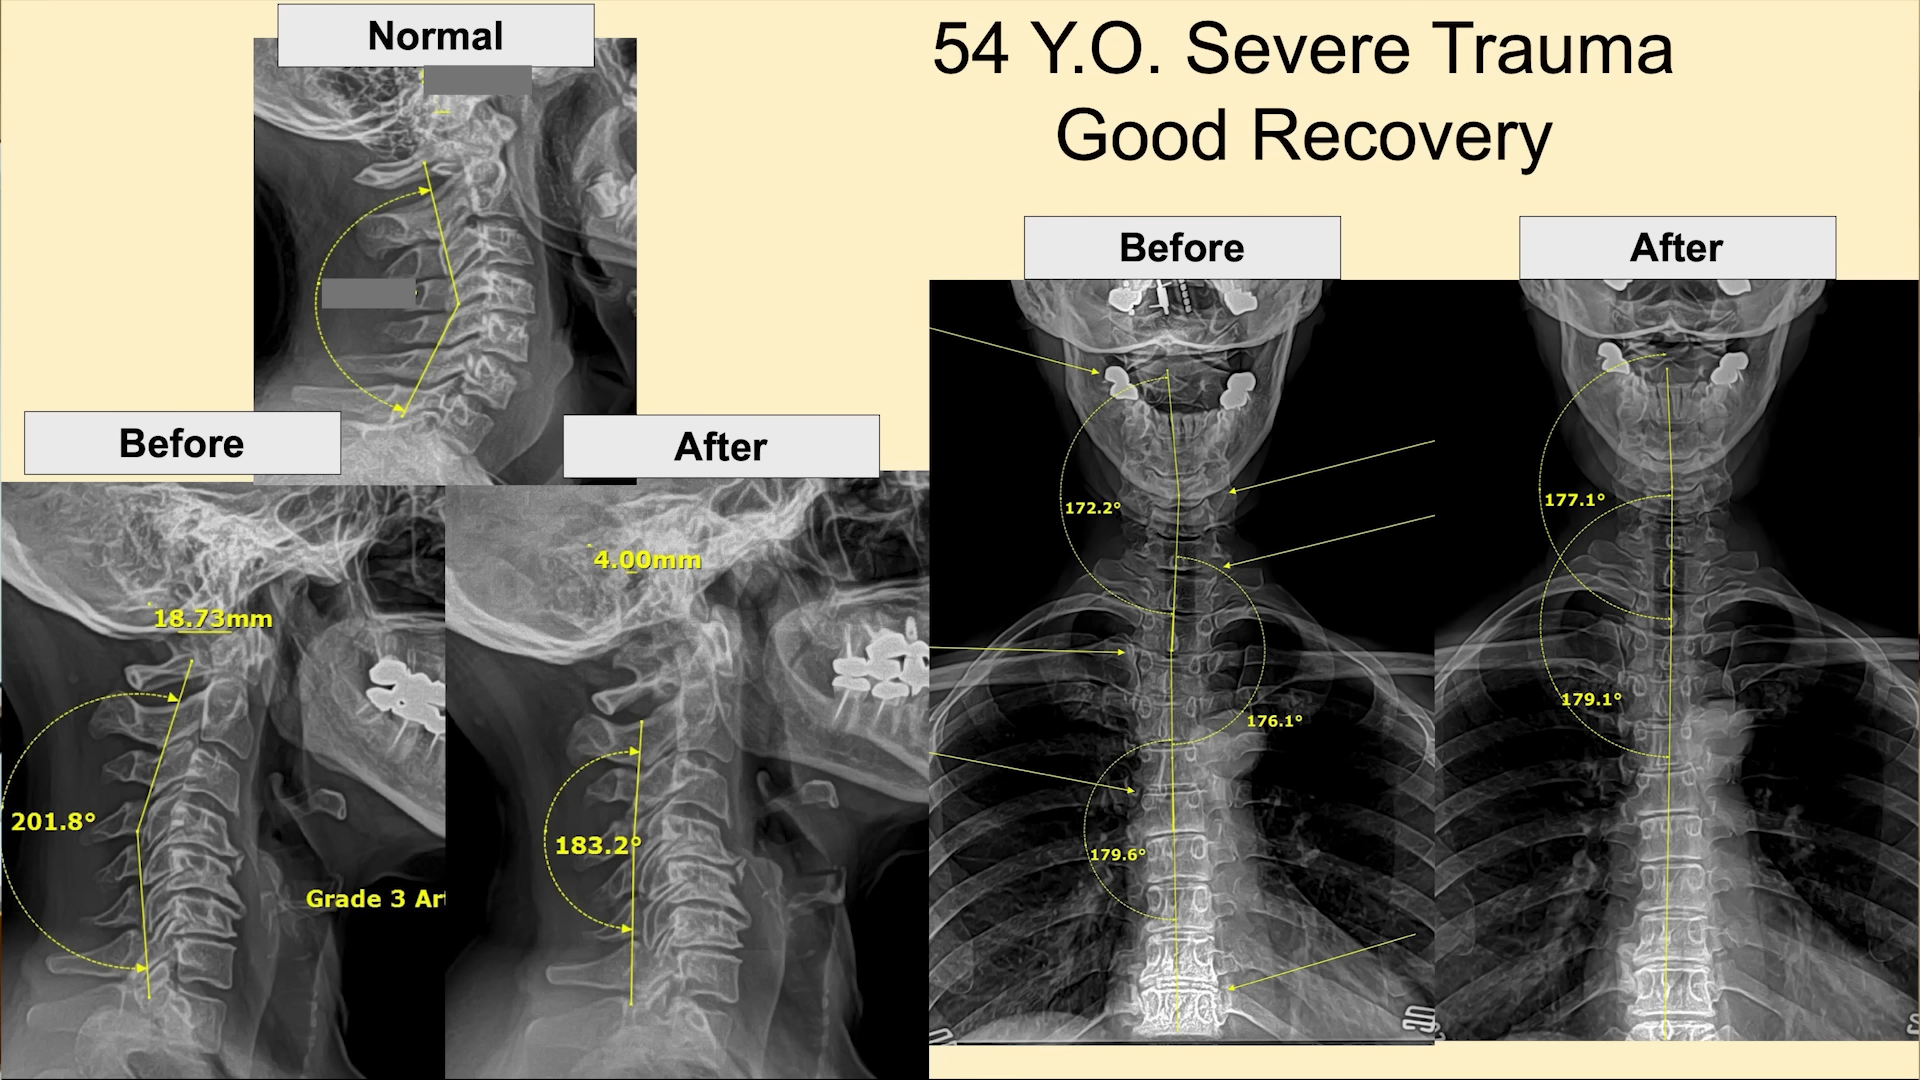 Normal
54 Y.O. Severe Trauma
Good Recovery
Before
After
Before
After
18.73mm
201.8°
Grade 3 Art
4.00mm
183.2°
172.2°
176.1°
179.6°
177.1°
179.1°